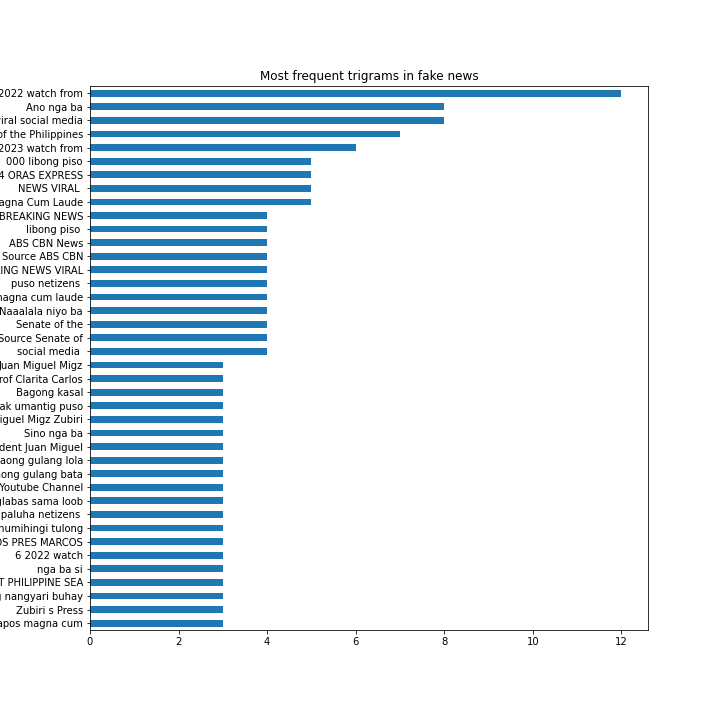 Most frequent trigrams in fake news
2022 watch from
Ano nga ba
viral social media
of the Philippines
2023 watch from
000 libong piso
4 ORAS EXPRESS
NEWS VIRAL
agna Cum Laude
BREAKING NEWS
libong piso
ABS CBN News
Source ABS CBN
ING NEWS VIRAL
puso netizens
magna cum laude
Naaalala niyo ba
Senate of the
Source Senate of
social media
Juan Miguel Migz
rof Clarita Carlos
Bagong kasal
ak umantig puso
iguel Migz Zubiri
Sino nga ba
dent Juan Miguel
aong gulang lola
ong gulang bata
Youtube Channel
glabas sama loob
paluha netizens
humihingi tulong
OS PRES MARCOS
6 2022 watch
nga ba si
T PHILIPPINE SEA
nangyari buhay
Zubiri s Press
apos magna cum
0 2 4 6 8 10 12